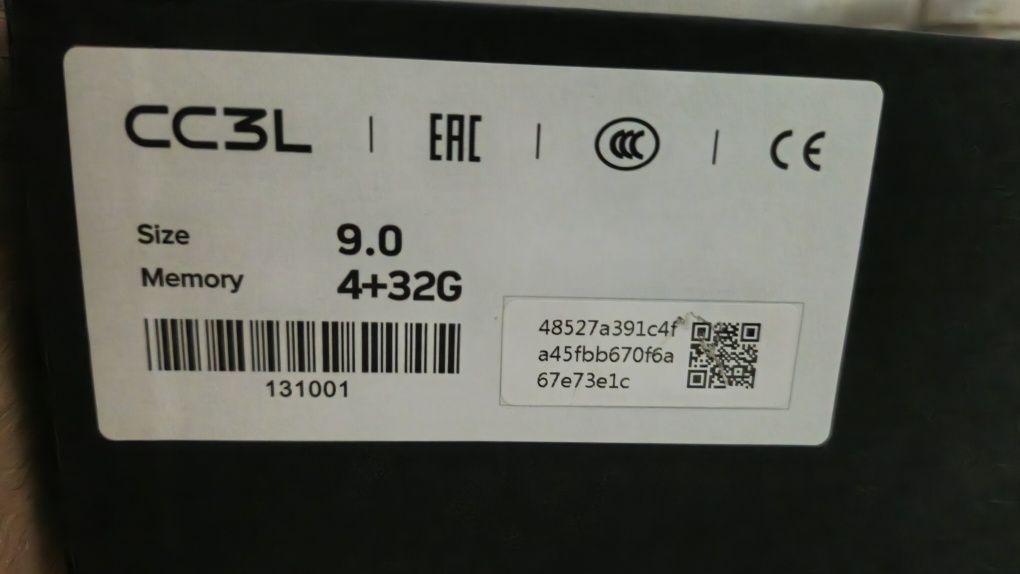 CC3L | EAC | CCC | CE
Size 9.0
Memory 4+32G
131001
48527a391c4f
a45fbb670f6a
67e73e1c